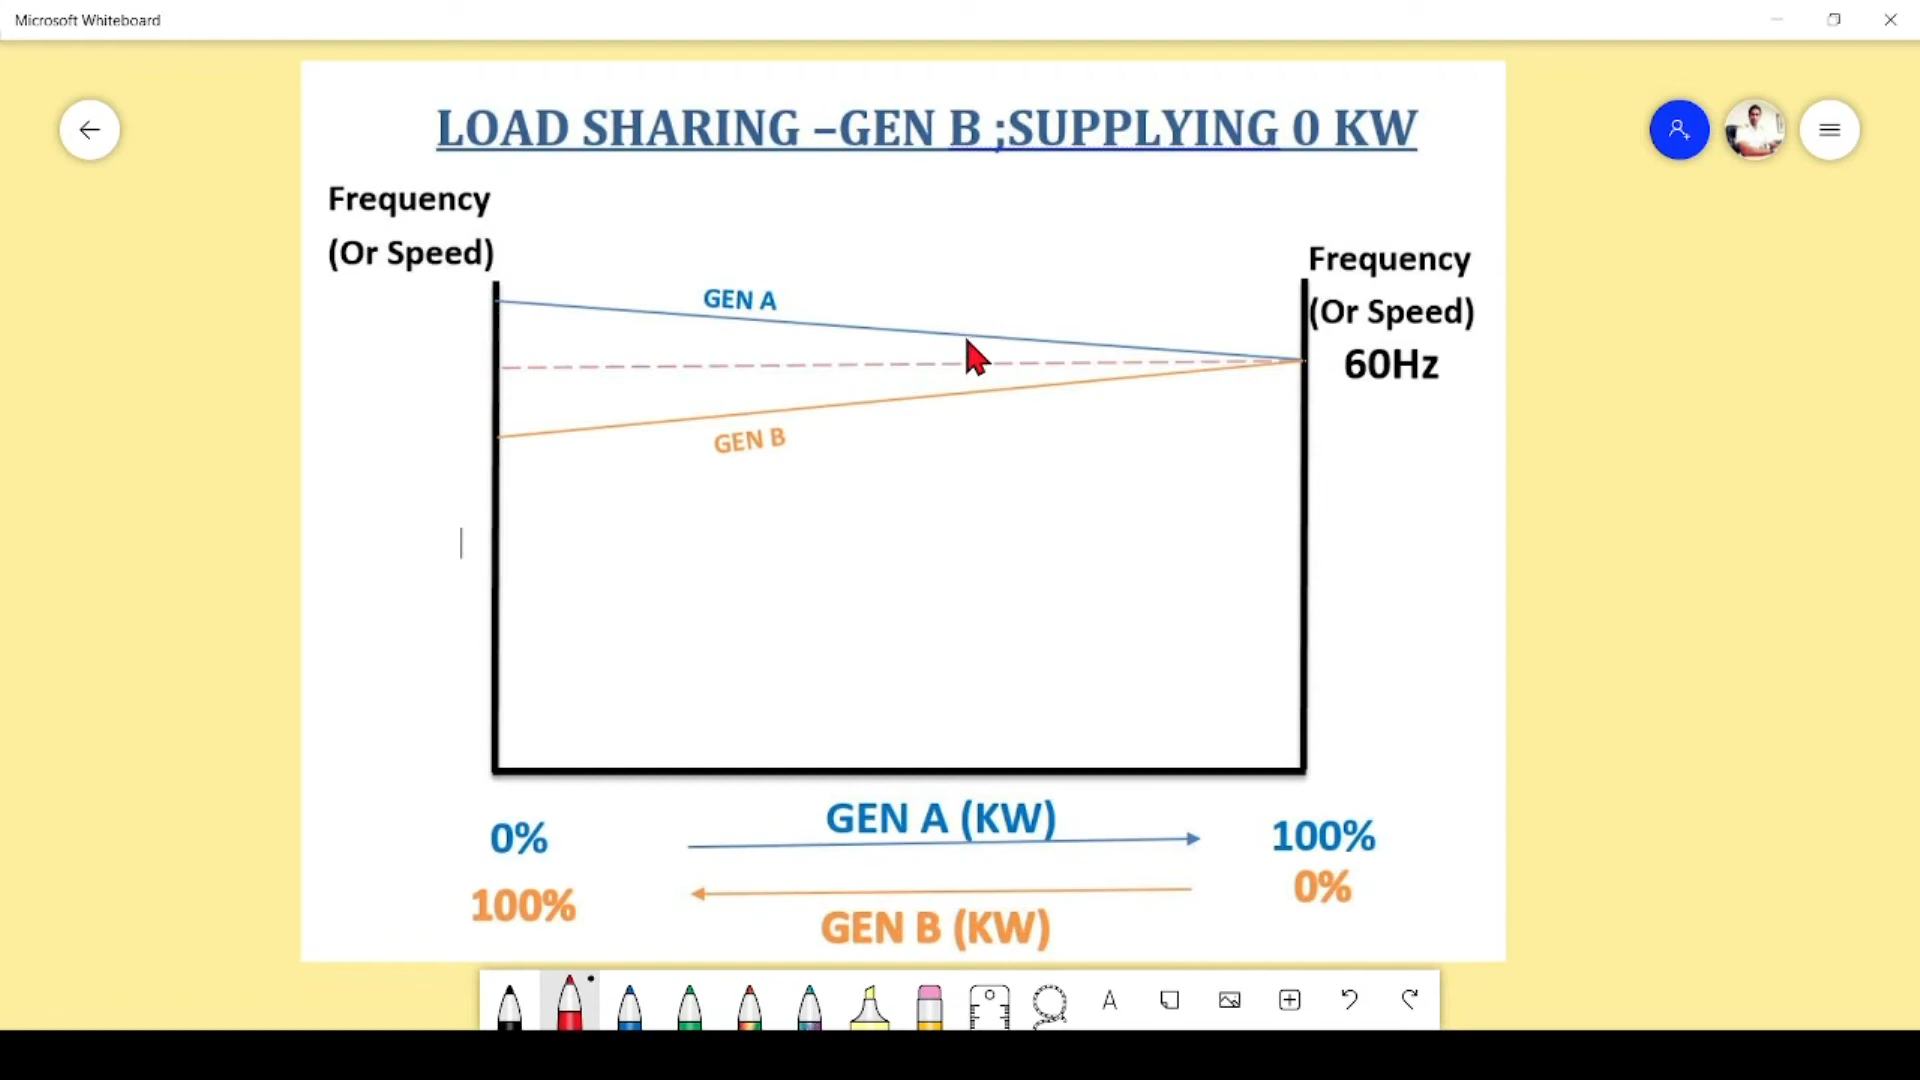 Microsoft Whiteboard
LOAD SHARING –GEN B ;SUPPLYING 0 KW
Frequency
(Or Speed)
Frequency
(Or Speed)
60Hz
GEN A
GEN B
GEN A (KW)
0%
100%
100%
0%
GEN B (KW)
A